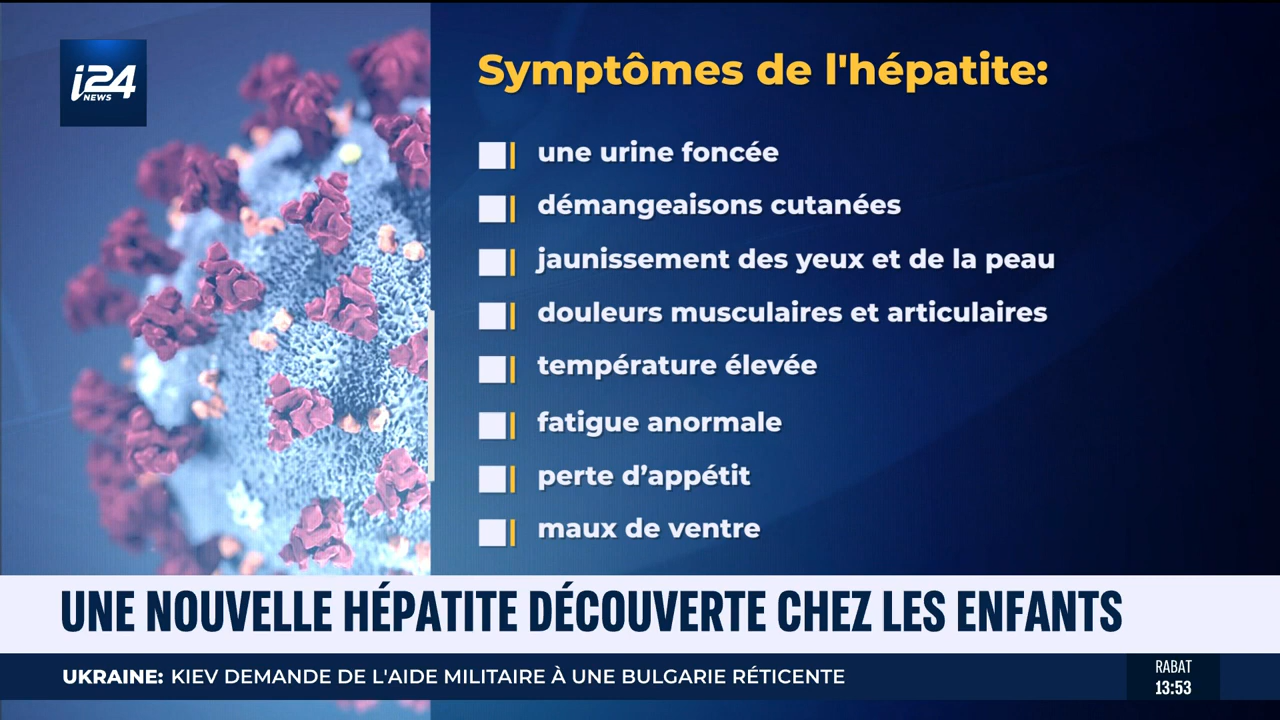 i24
NEWS
Symptômes de l'hépatite:
une urine foncée
démangeaisons cutanées
jaunissement des yeux et de la peau
douleurs musculaires et articulaires
température élevée
fatigue anormale
perte d’appétit
maux de ventre
UNE NOUVELLE HÉPATITE DÉCOUVERTE CHEZ LES ENFANTS
UKRAINE: KIEV DEMANDE DE L'AIDE MILITAIRE À UNE BULGARIE RÉTICENTE
RABAT
13:53